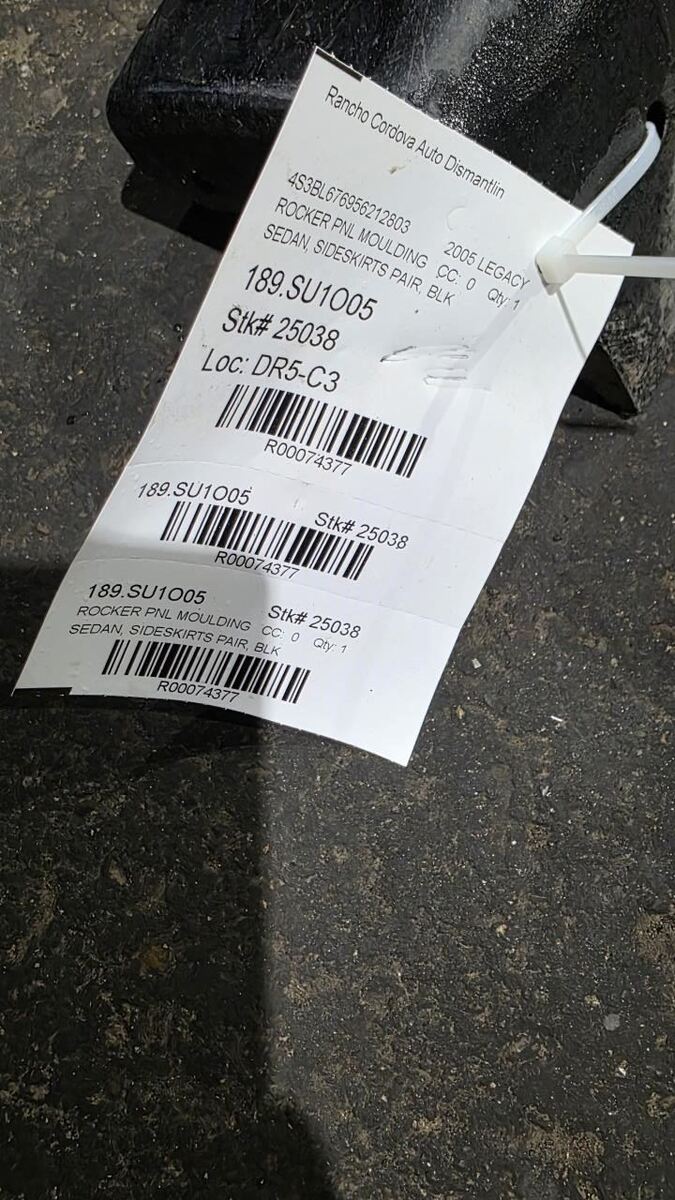 Rancho Cordova Auto Dismantlin
4S3BL676956212803 2005 LEGACY
ROCKER PNL MOULDING CC: 0 Qty: 1
SEDAN, SIDESKIRTS PAIR, BLK
189.SU1O05
Stk# 25038
Loc: DR5-C3
R00074377
189.SU1O05 Stk# 25038
R00074377
189.SU1O05 Stk# 25038
ROCKER PNL MOULDING CC: 0 Qty: 1
SEDAN, SIDESKIRTS PAIR, BLK
R00074377